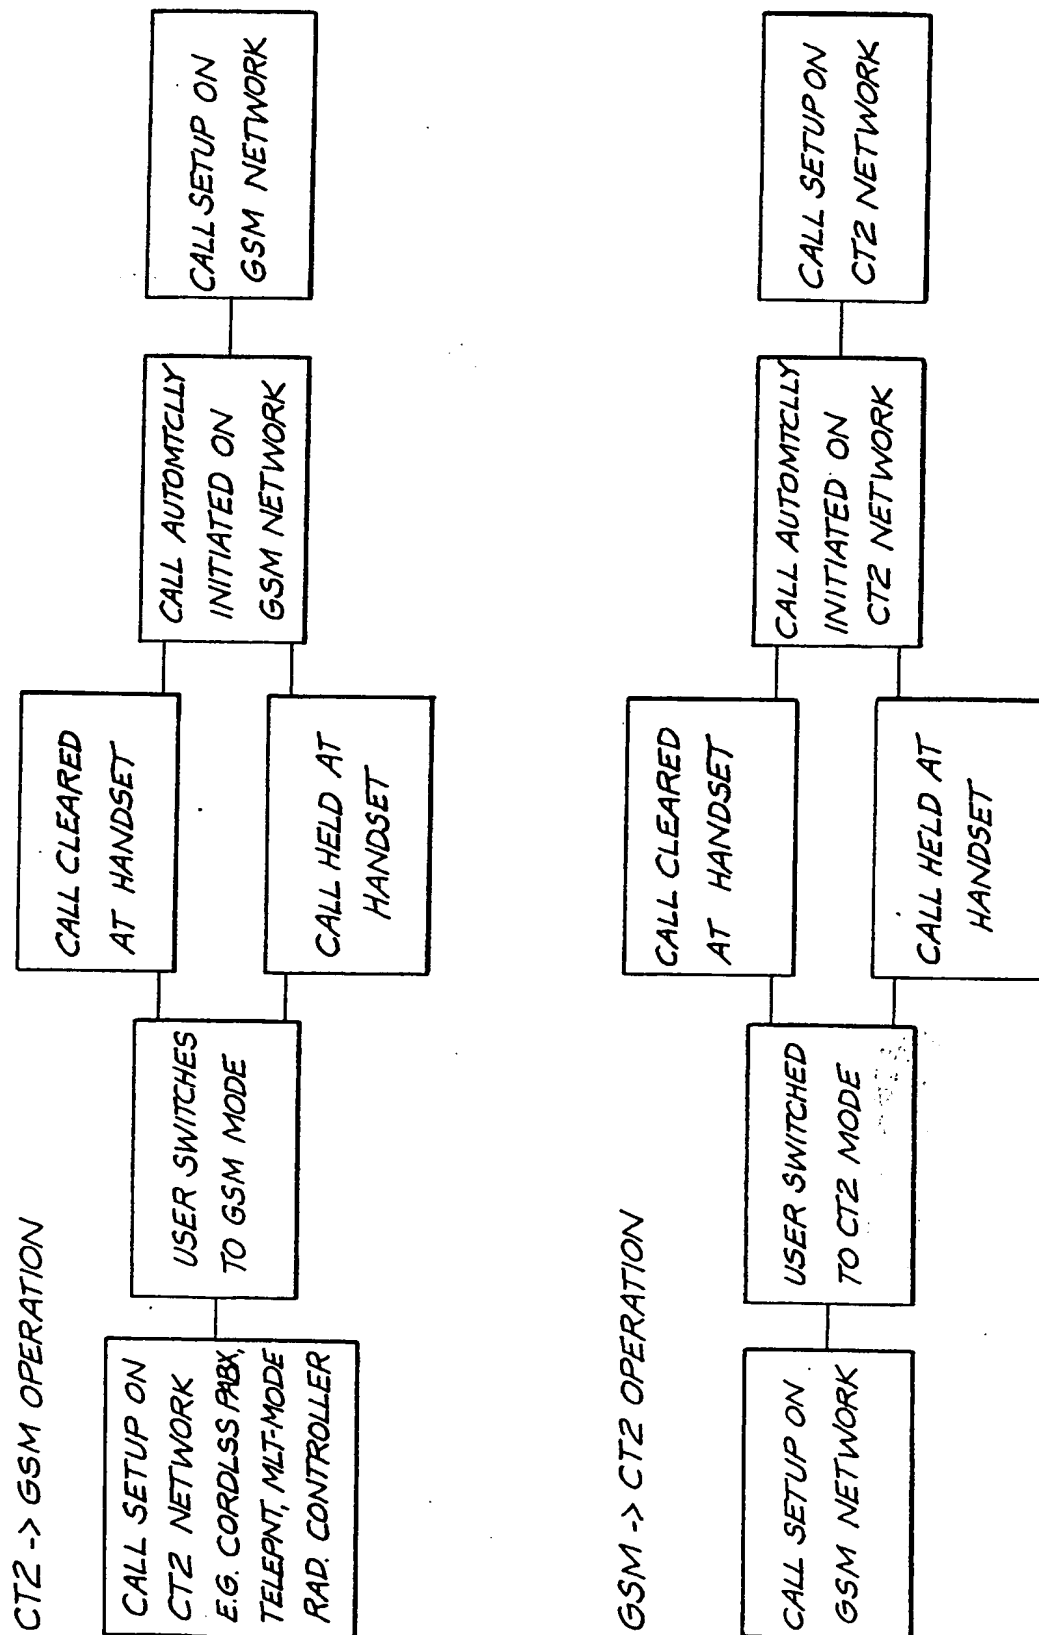 CT2 -> GSM OPERATION
CALL SETUP ON
CT2 NETWORK
E.G. CORDLSS PABX,
TELEPNT, MLT-MODE
RAD. CONTROLLER
USER SWITCHES
TO GSM MODE
CALL CLEARED
AT HANDSET
CALL HELD AT
HANDSET
CALL AUTOMTCLLY
INITIATED ON
GSM NETWORK
CALL SETUP ON
GSM NETWORK
GSM -> CT2 OPERATION
CALL SETUP ON
GSM NETWORK
USER SWITCHED
TO CT2 MODE
CALL CLEARED
AT HANDSET
CALL HELD AT
HANDSET
CALL AUTOMTCLLY
INITIATED ON
CT2 NETWORK
CALL SETUP ON
CT2 NETWORK